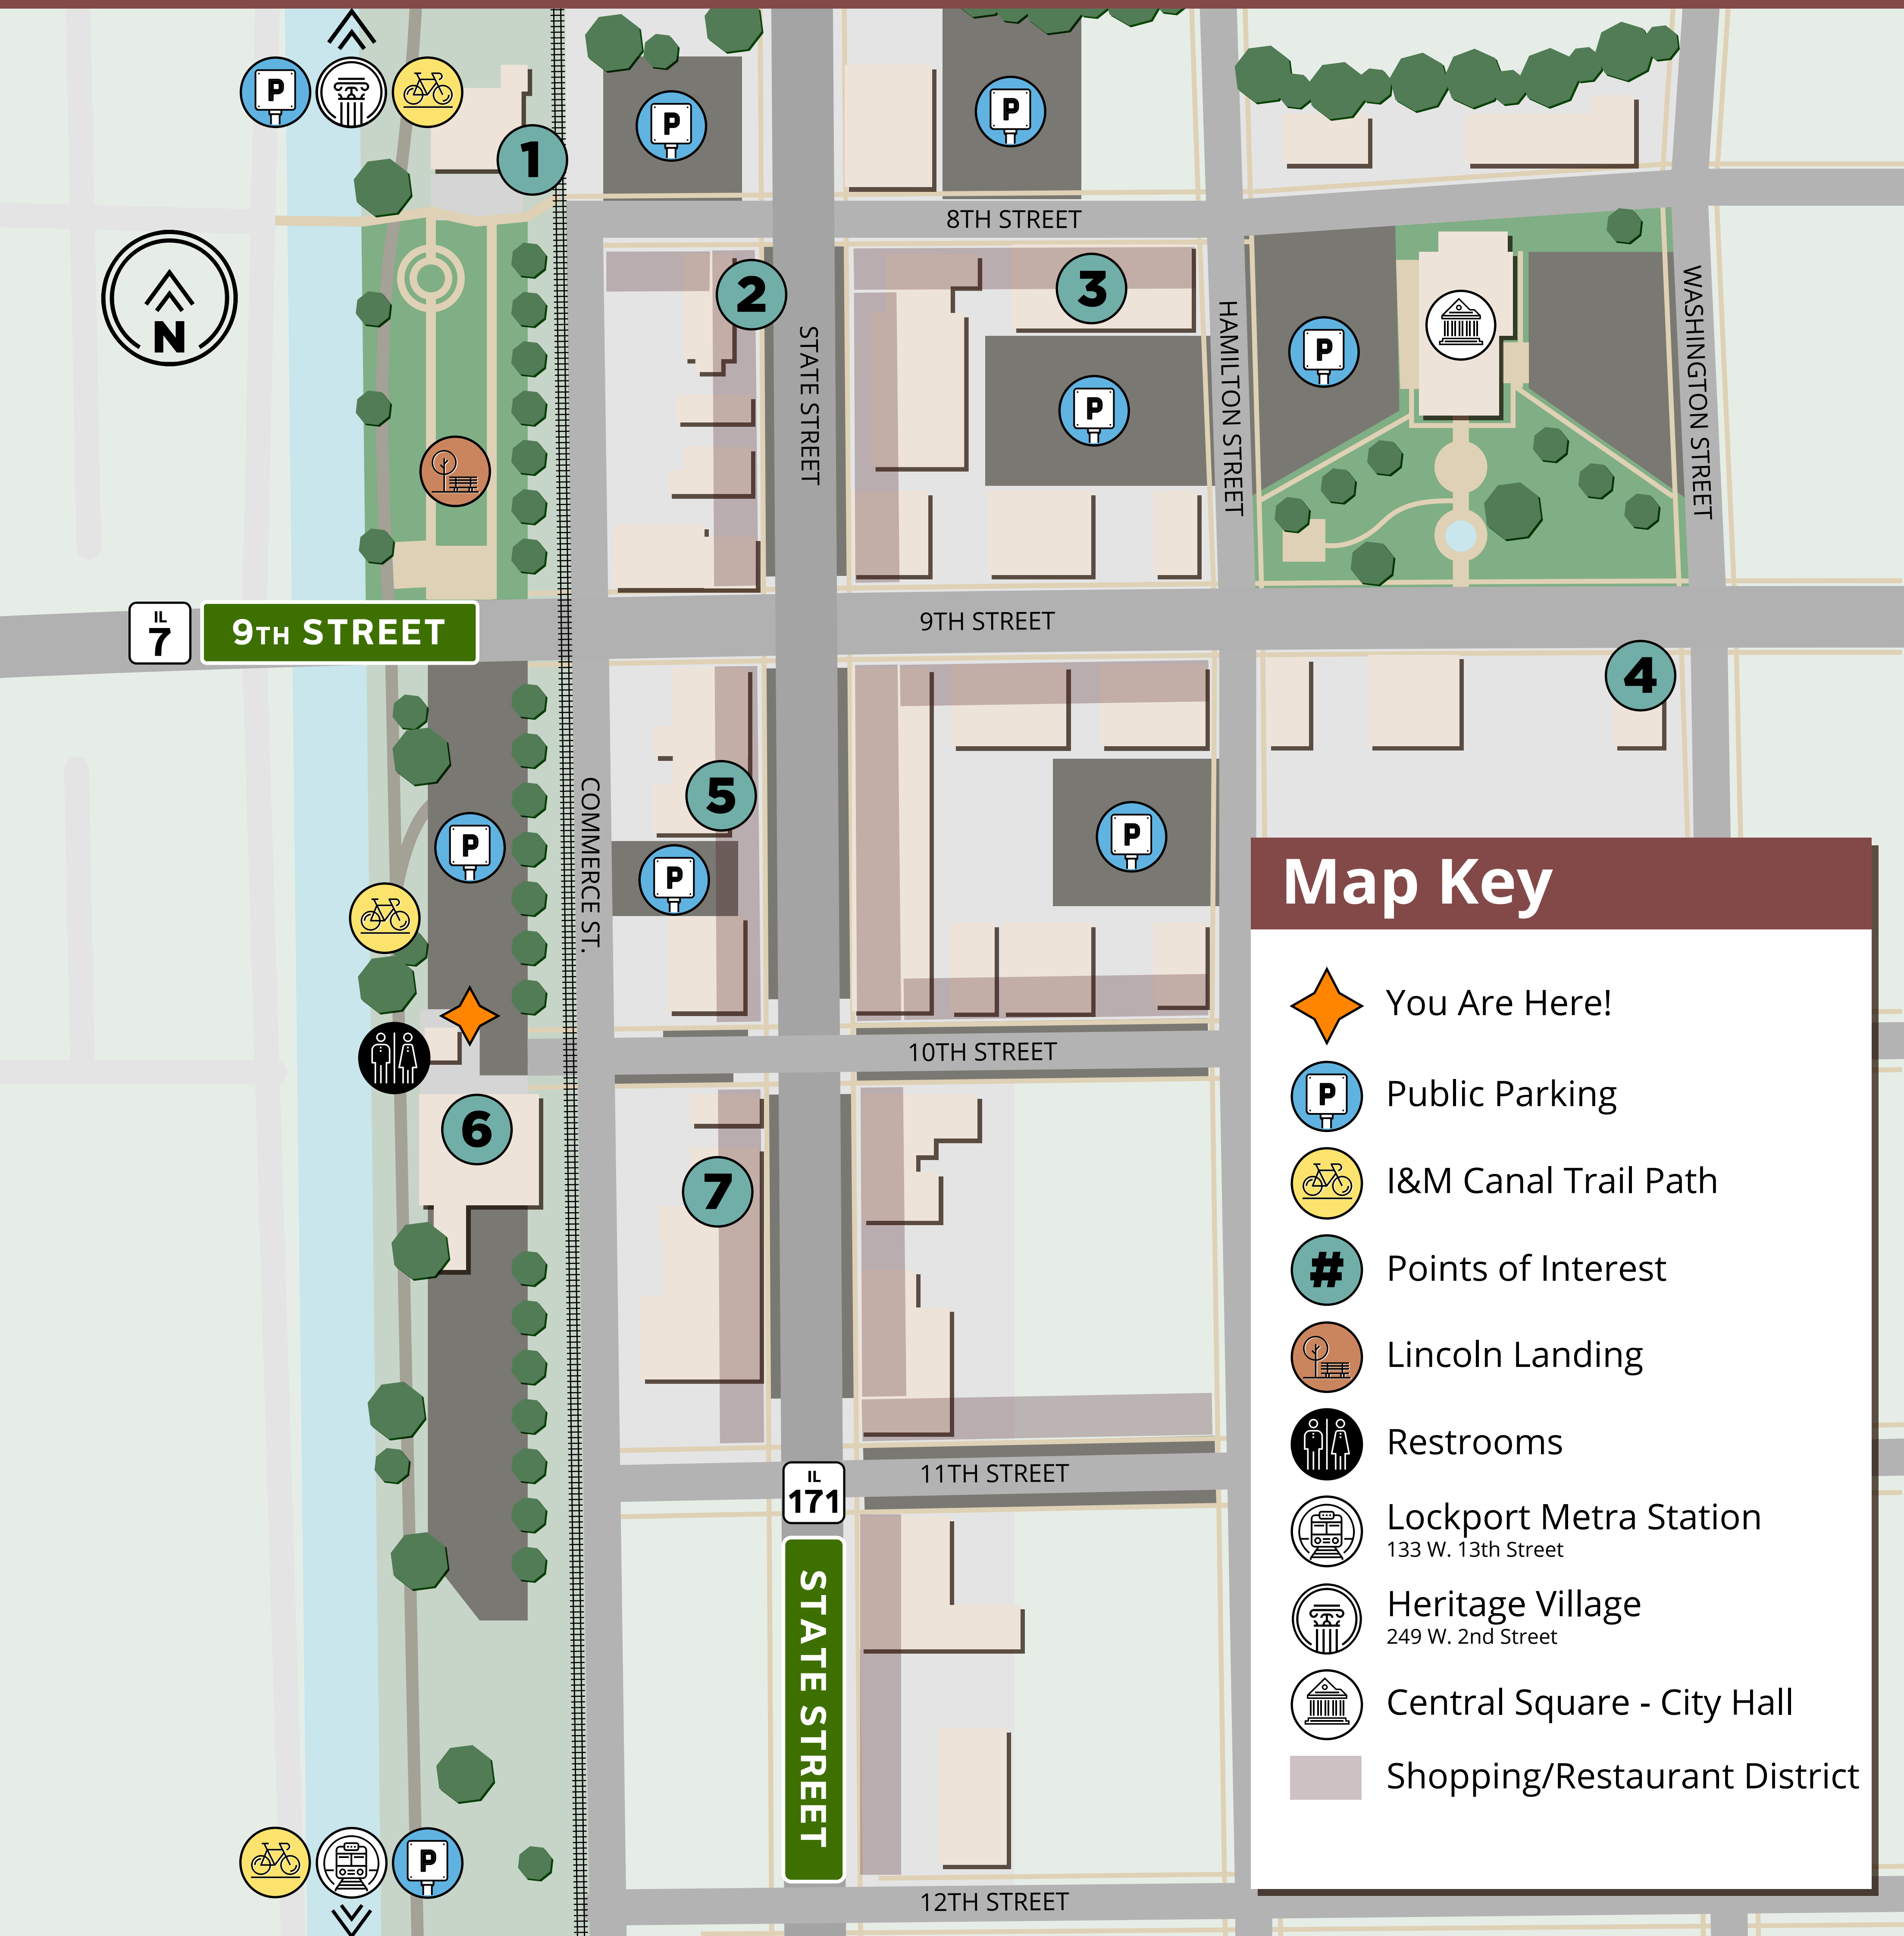 P
P
P
1
8TH STREET
N
2
3
STATE STREET
HAMILTON STREET
WASHINGTON STREET
P
P
IL
7
9TH STREET
9TH STREET
4
5
COMMERCE ST.
P
P
P
10TH STREET
6
7
11TH STREET
IL
171
STATE STREET
P
12TH STREET
Map Key
You Are Here!
P
Public Parking
I&M Canal Trail Path
#
Points of Interest
Lincoln Landing
Restrooms
Lockport Metra Station
133 W. 13th Street
Heritage Village
249 W. 2nd Street
Central Square - City Hall
Shopping/Restaurant District